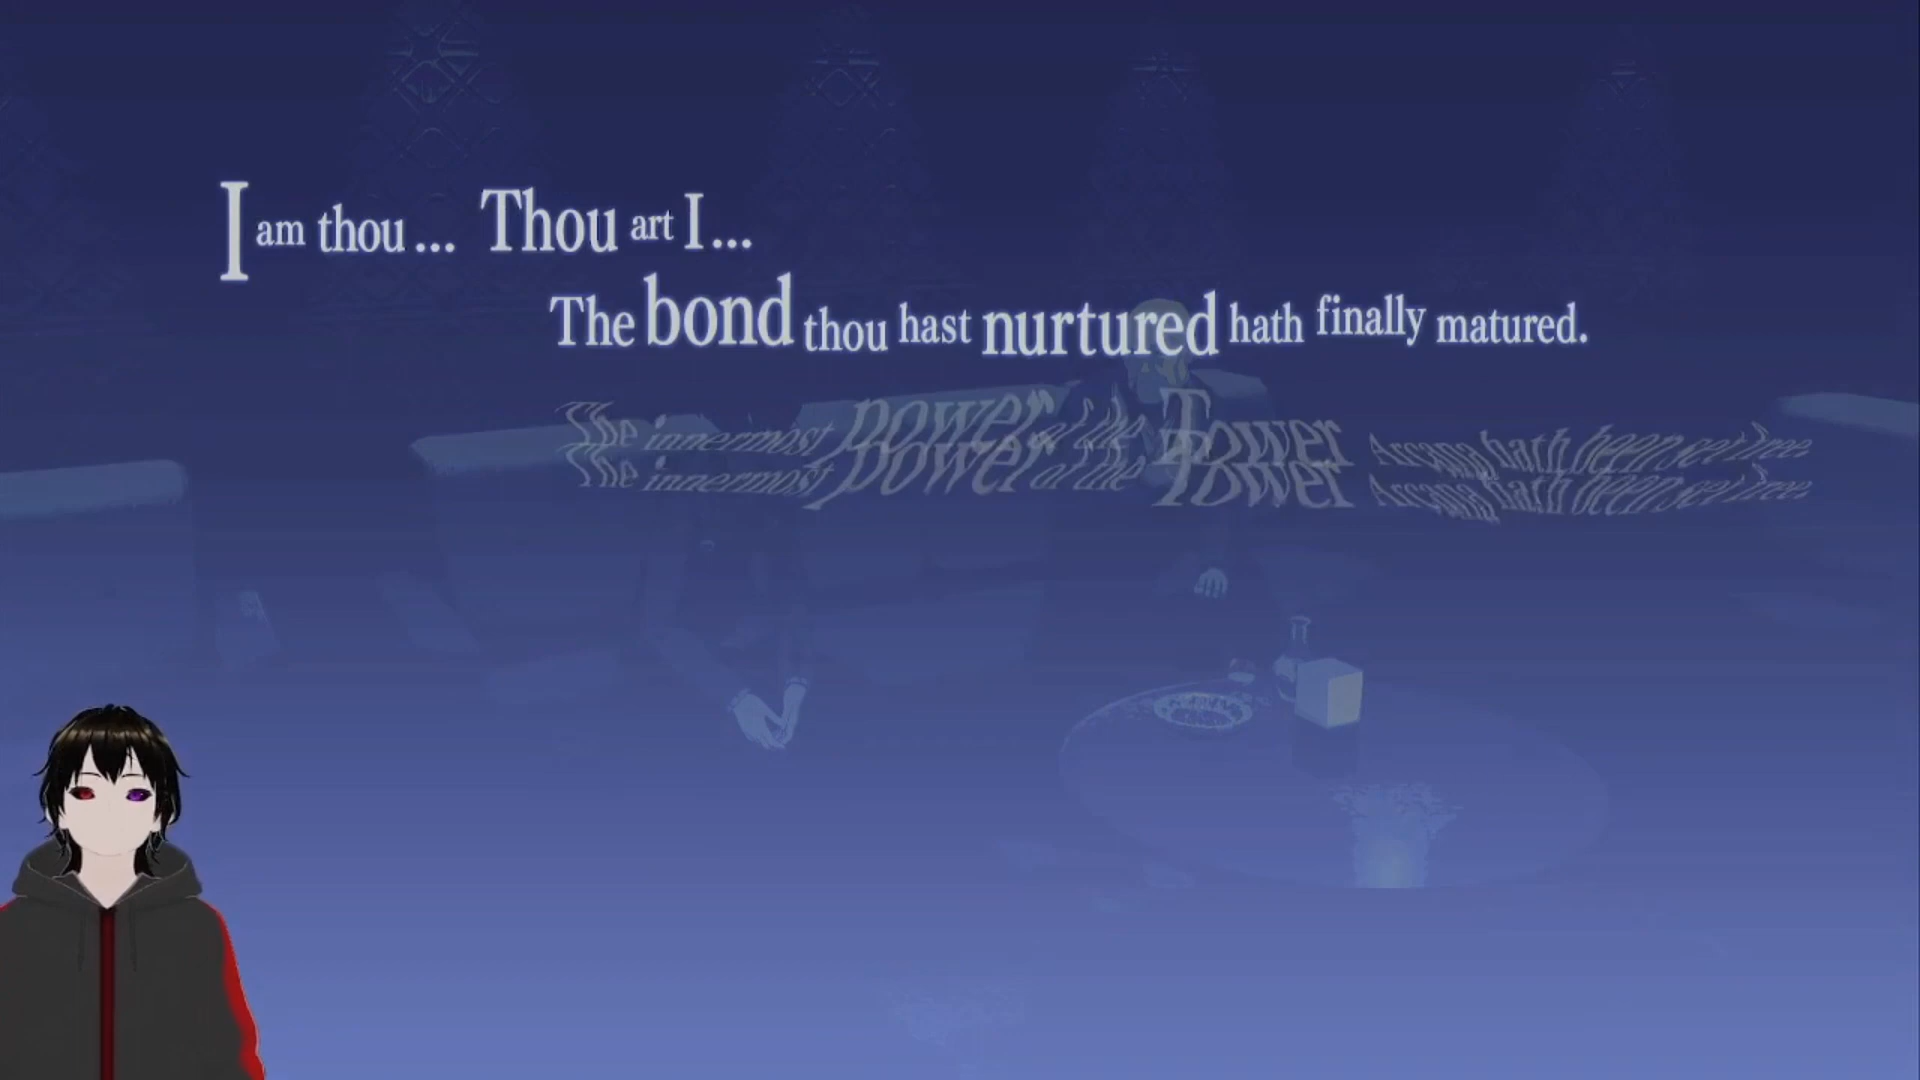 I am thou... Thou art I...
The bond thou hast nurtured hath finally matured.
The innermost power of the Tower Arcana hath been set free.